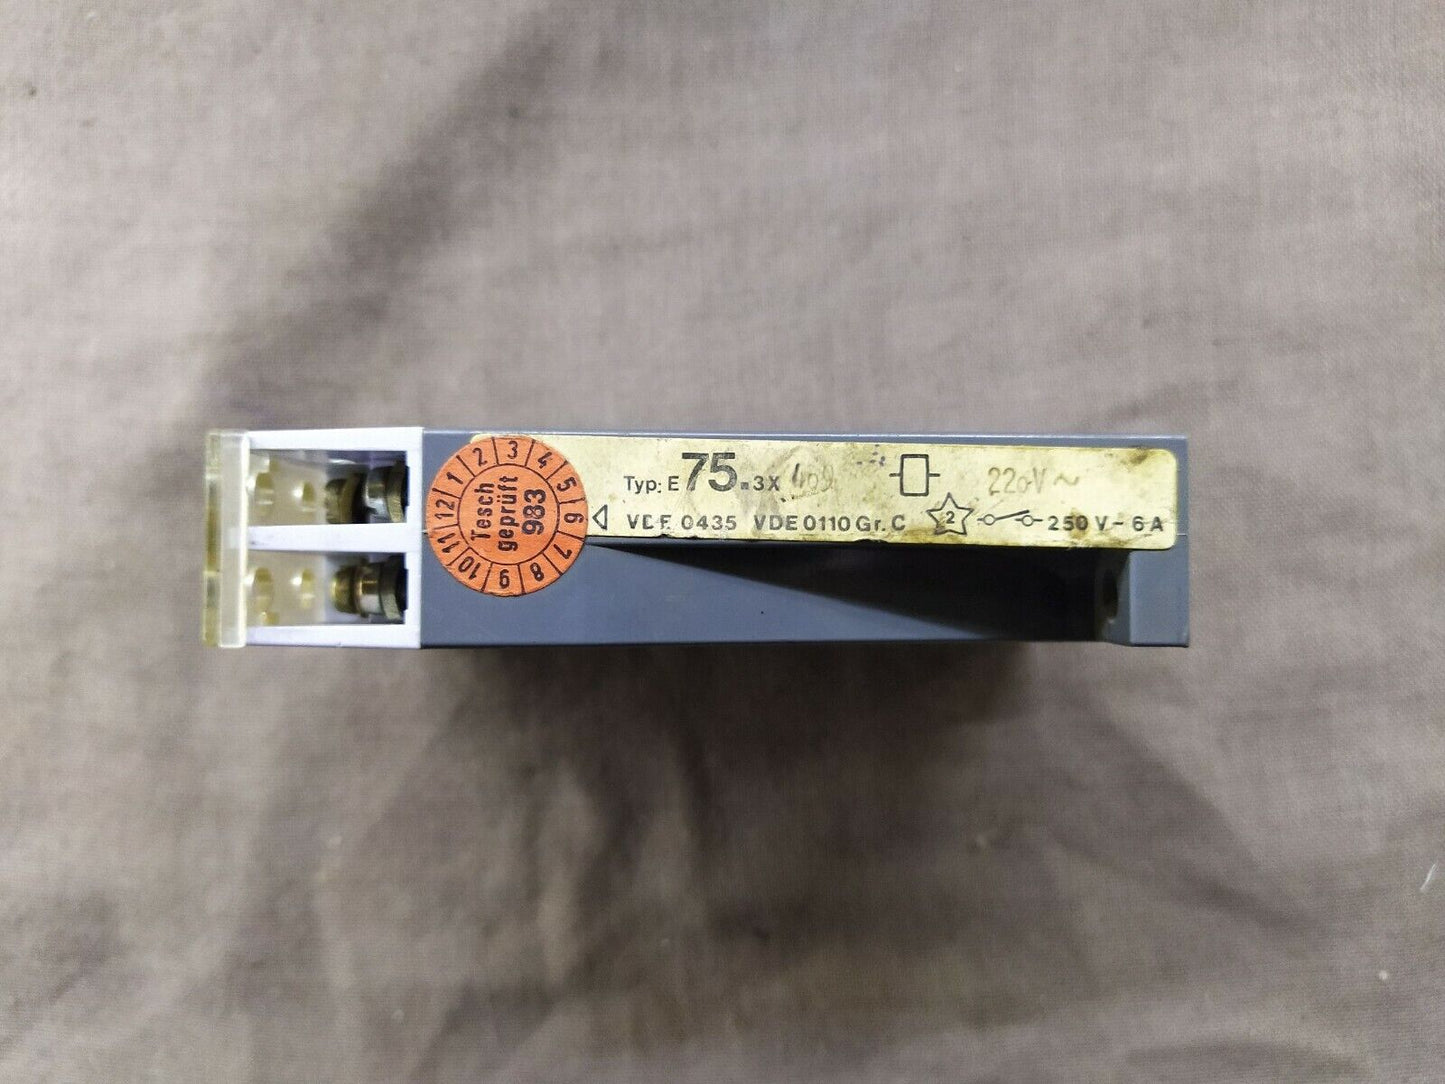 1 2 3 4 5 6 7 8 9 10 11 12
Tesch
geprüft
983
Typ: E 75.3X 220V ~
VDE 0435 VDE 0110 Gr. C 2 250 V - 6 A